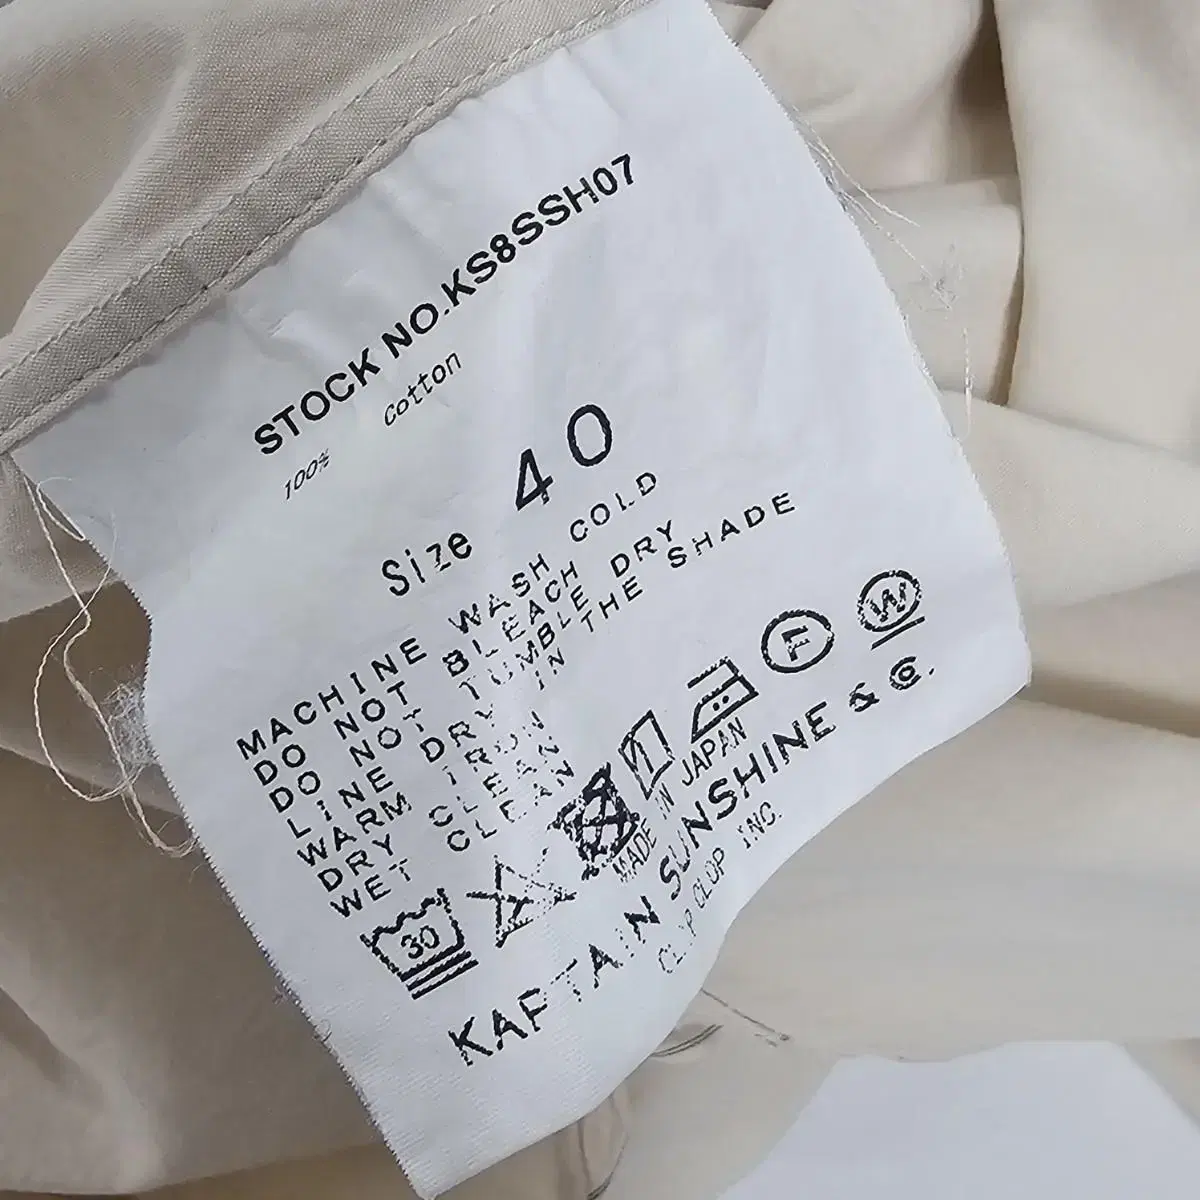 STOCK NO.KS8SSH07
100% Cotton
Size 40
MACHINE WASH COLD
DO NOT BLEACH
DO NOT TUMBLE DRY
LINE DRY IN THE SHADE
WARM IRON
DRY CLEAN
WET CLEAN
30 F W
MADE IN JAPAN
KAPTAIN SUNSHINE & Co.
CLIP CLOP INC.